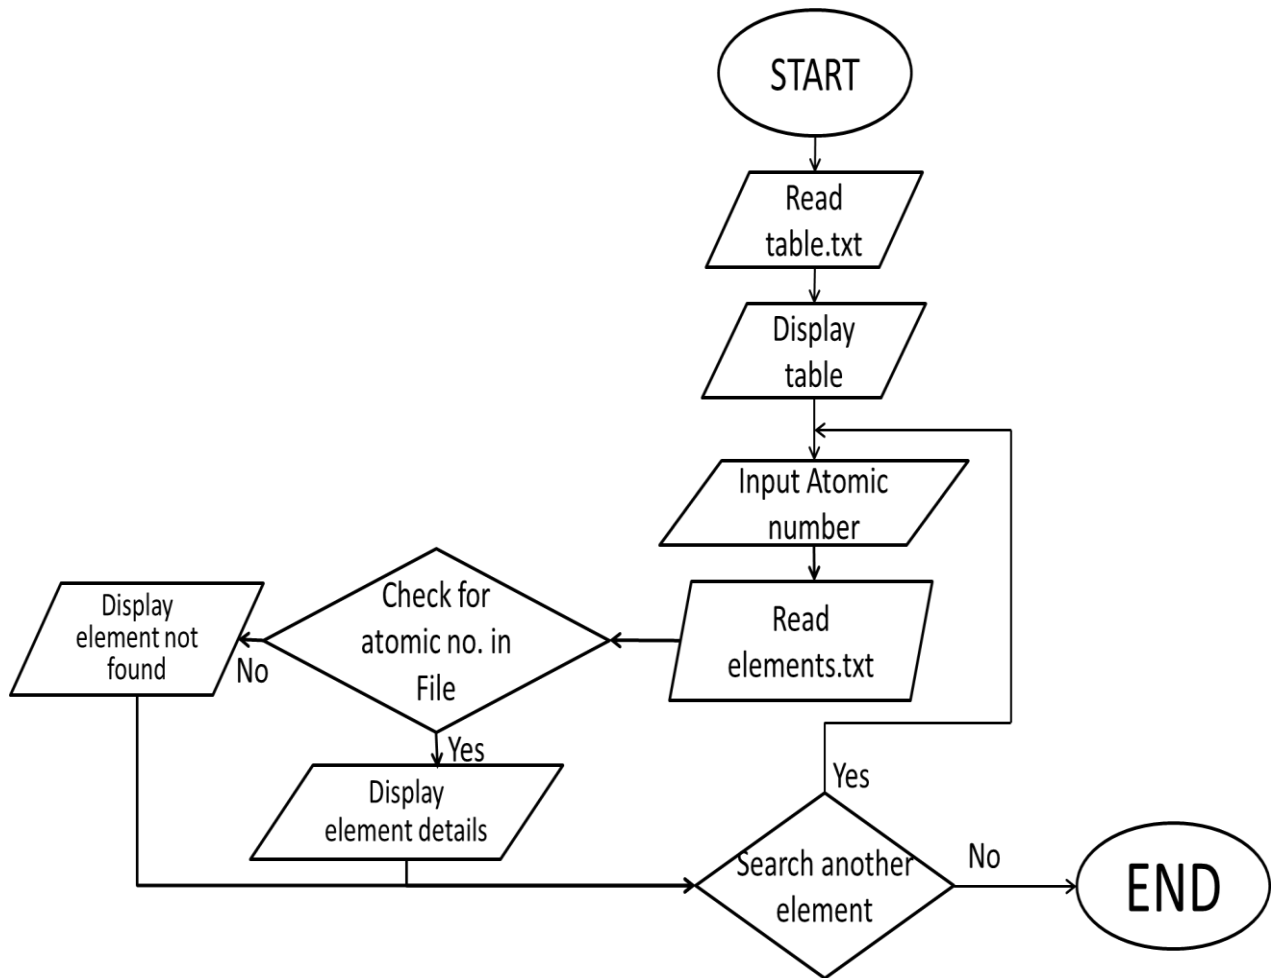 START
Read
table.txt
Display
table
Input Atomic
number
Read
elements.txt
Check for
atomic no. in
File
No
Display
element not
found
Yes
Display
element details
Search another
element
Yes
No
END